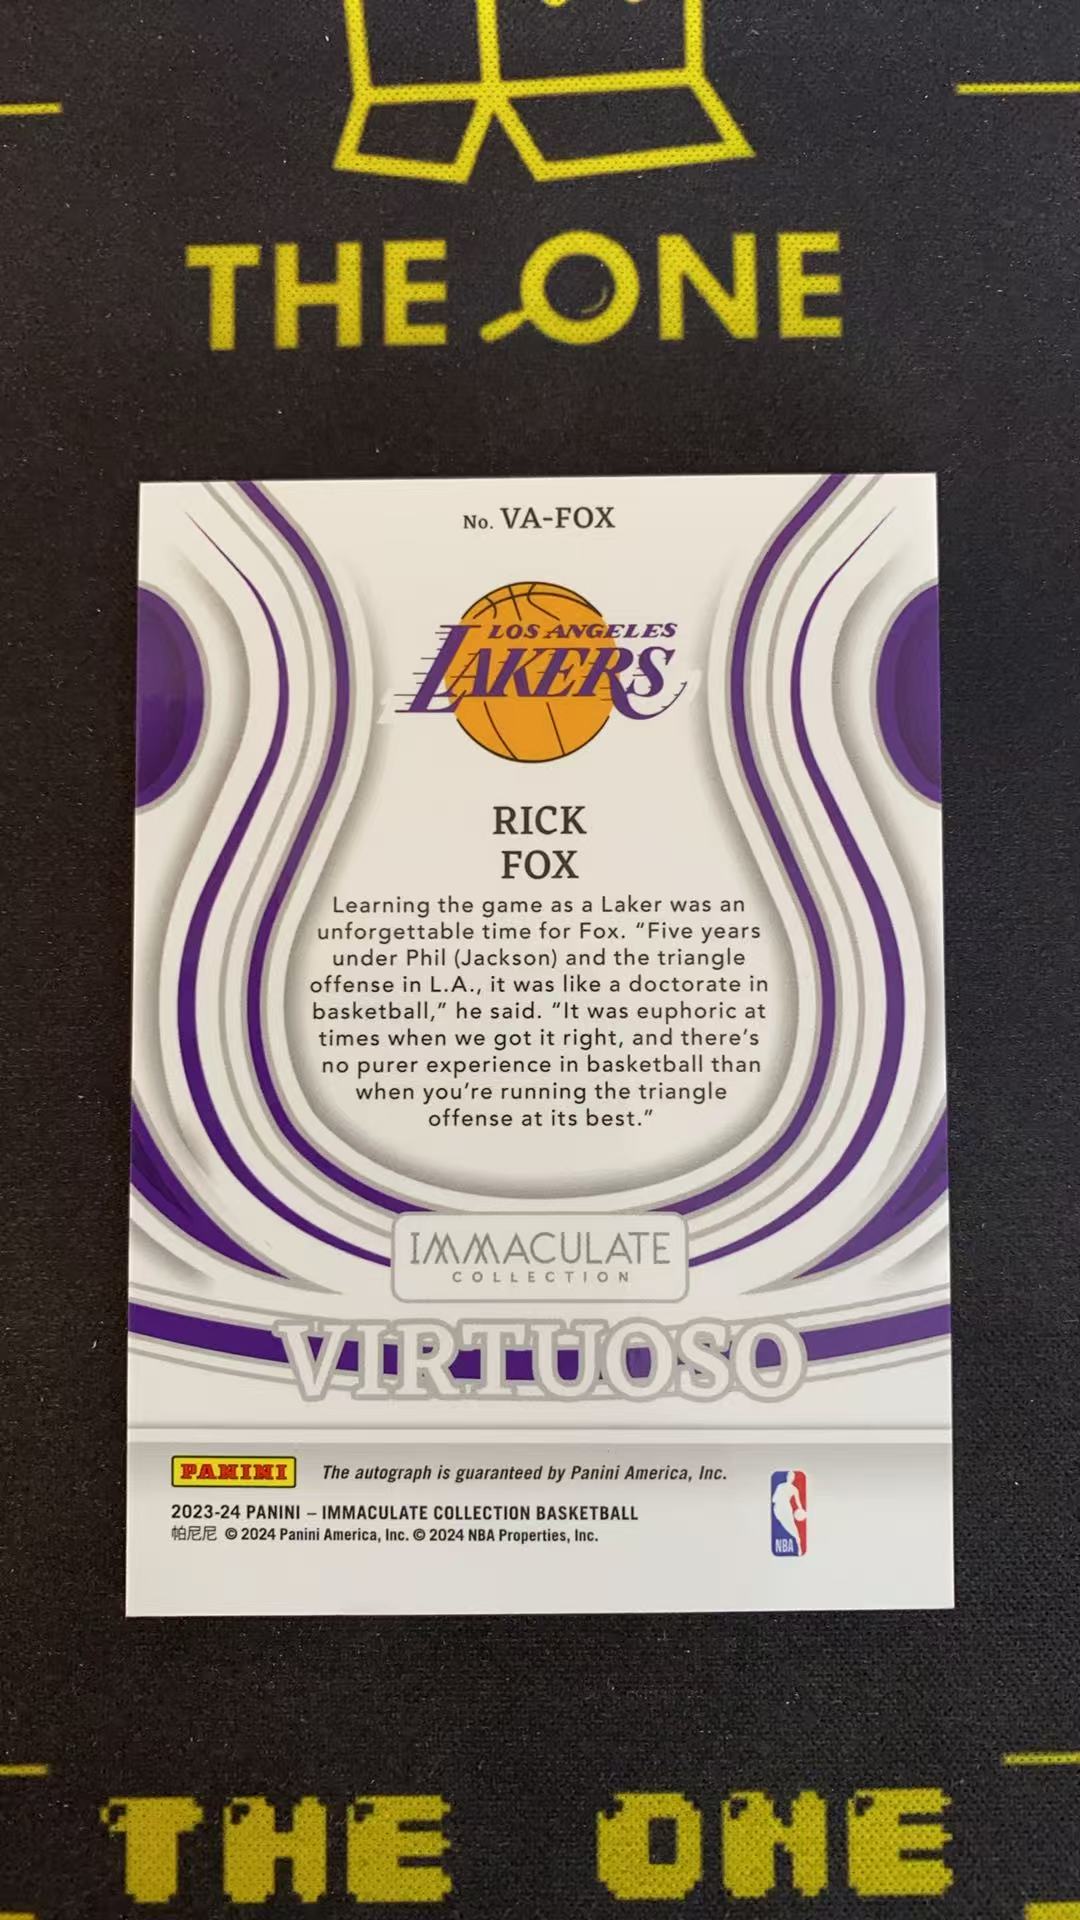 THE ONE
No. VA-FOX
LOS ANGELES
LAKERS
RICK
FOX
Learning the game as a Laker was an
unforgettable time for Fox. “Five years
under Phil (Jackson) and the triangle
offense in L.A., it was like a doctorate in
basketball,” he said. “It was euphoric at
times when we got it right, and there’s
no purer experience in basketball than
when you’re running the triangle
offense at its best.”
IMMACULATE
COLLECTION
VIRTUOSO
PANINI The autograph is guaranteed by Panini America, Inc.
2023-24 PANINI – IMMACULATE COLLECTION BASKETBALL
帕尼尼 © 2024 Panini America, Inc. © 2024 NBA Properties, Inc.
NBA
THE ONE